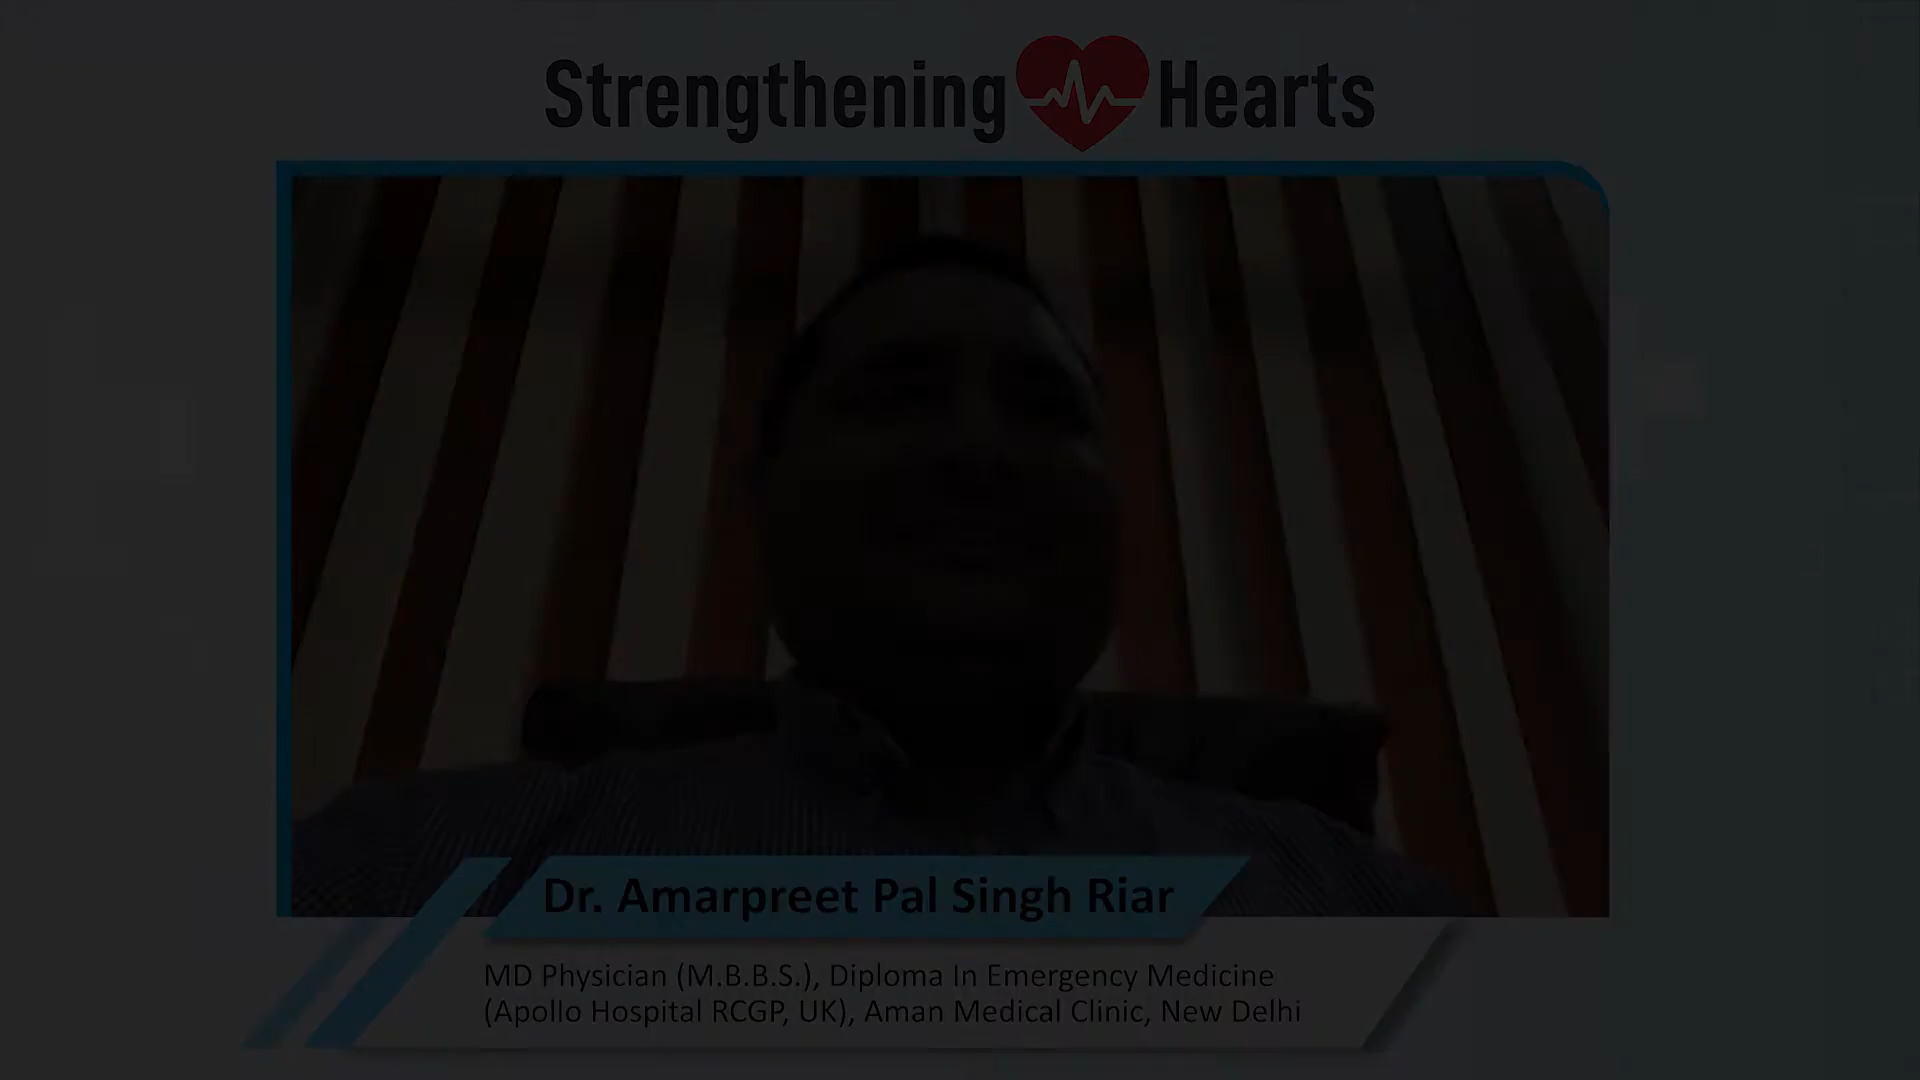 Strengthening Hearts
Dr. Amarpreet Pal Singh Riar
MD Physician (M.B.B.S.), Diploma In Emergency Medicine
(Apollo Hospital RCGP, UK), Aman Medical Clinic, New Delhi